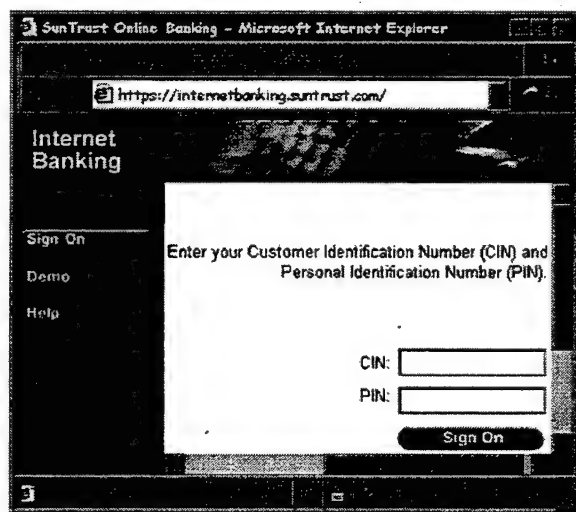 SunTrust Online Banking - Microsoft Internet Explorer
https://internetbanking.suntrust.com/
Internet
Banking
Sign On
Demo
Help
Enter your Customer Identification Number (CIN) and
Personal Identification Number (PIN).
CIN:
PIN:
Sign On